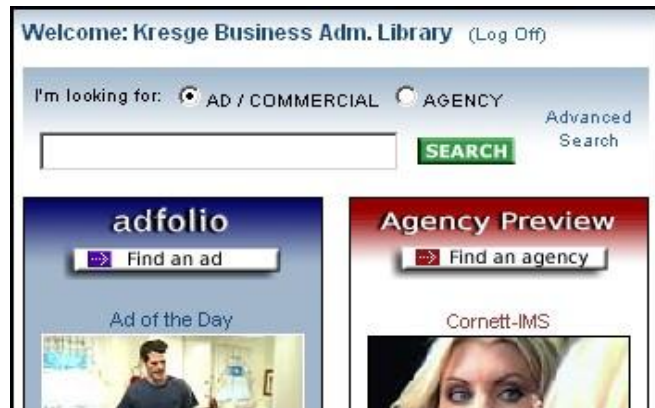 Welcome: Kresge Business Adm. Library (Log Off)
I'm looking for: AD / COMMERCIAL AGENCY
Advanced
Search
SEARCH
adfolio
Find an ad
Ad of the Day
Agency Preview
Find an agency
Cornett-IMS